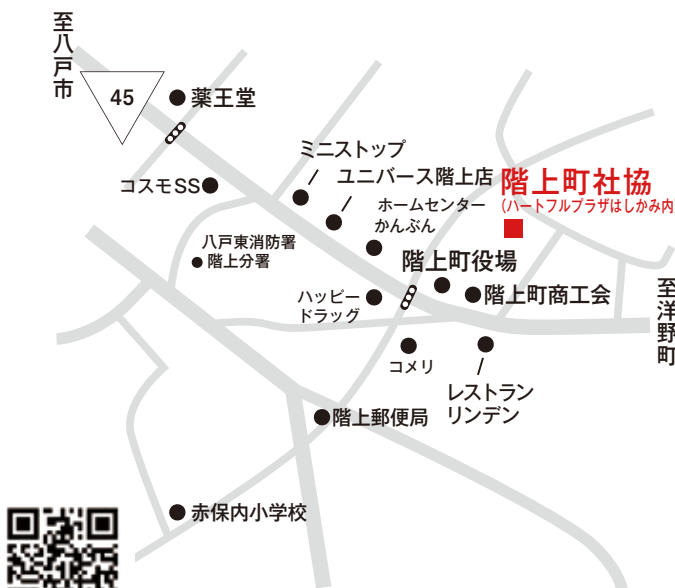 至八戸市
45
薬王堂
コスモSS
ミニストップ
ユニバース階上店
ホームセンター
かんぶん
階上町社協
(ハートフルプラザはしかみ内
八戸東消防署
階上分署
階上町役場
ハッピー
ドラッグ
階上町商工会
至洋野町
コメリ
レストラン
リンデン
階上郵便局
赤保内小学校